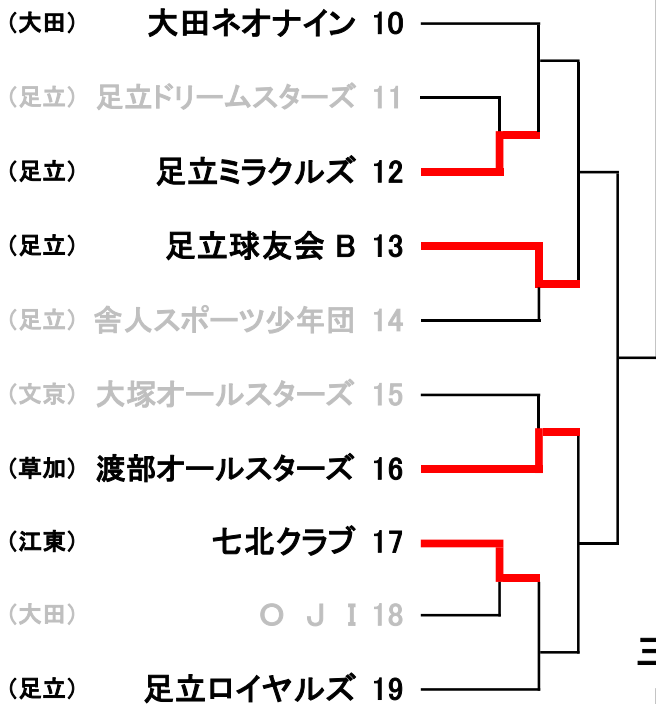 (大田) 大田ネオナイン 10
(足立) 足立ドリームスターズ 11
(足立) 足立ミラクルズ 12
(足立) 足立球友会 B 13
(足立) 舎人スポーツ少年団 14
(文京) 大塚オールスターズ 15
(草加) 渡部オールスターズ 16
(江東) 七北クラブ 17
(大田) O J I 18
(足立) 足立ロイヤルズ 19